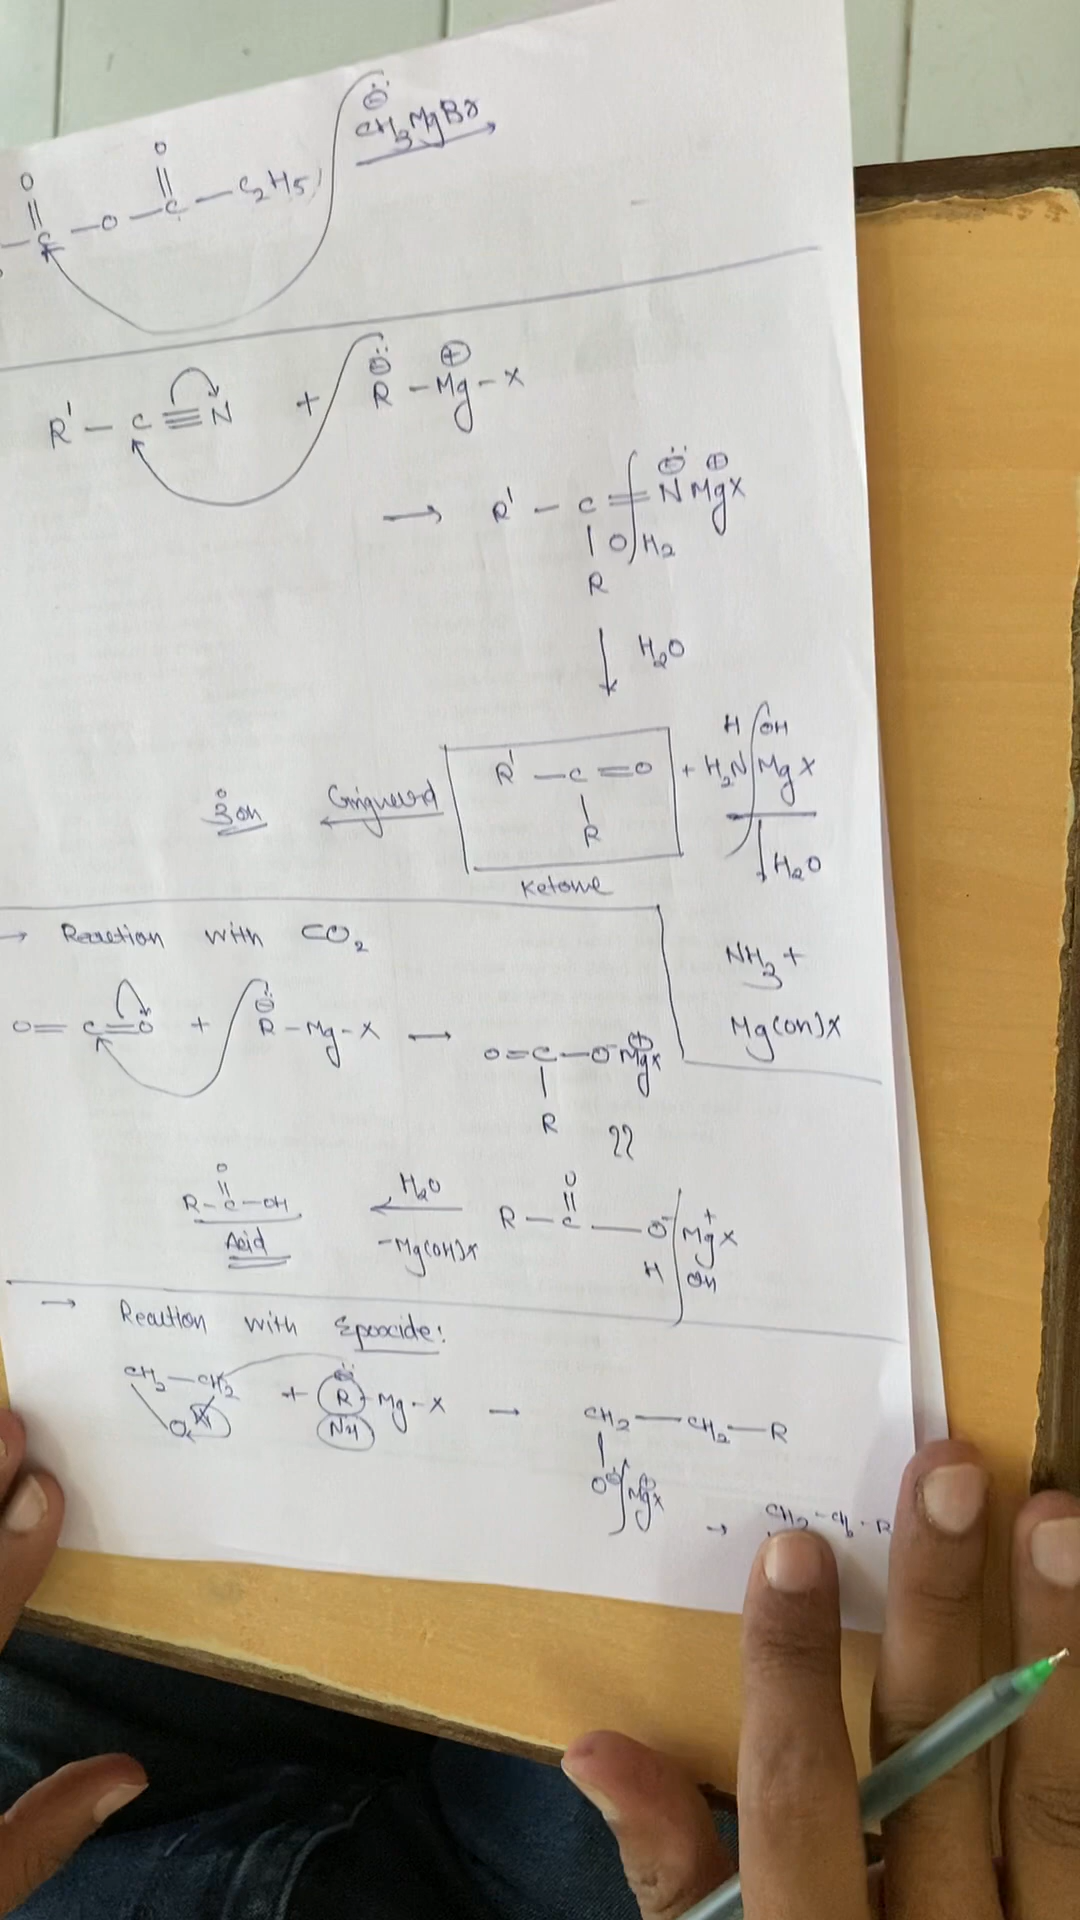 O O
|| ||
– C – O – C – C2H5
⊖
CH3MgBr
R' – C ≡ N + R – Mg – X
⊖ ⊕
→ R' – C = N MgX
⊖ ⊕
| O H2
R
↓ H2O
H OH
R' – C = O + H2N MgX
|
R
Ketone
Grignard
3° OH
↓ H2O
NH3 +
Mg(OH)X
→ Reaction with CO2
O = C = O + R – Mg – X → O = C – O⁻ MgX
⊖ ⊕
|
R
O
||
R – C – O⁻ Mg⁺X
H OH
H2O
-Mg(OH)X
O
||
R – C – OH
Acid
→ Reaction with Epoxide:
CH2 – CH2 + R – Mg – X → CH2 – CH2 – R
O
Nu
|
O⊖ MgX
⊕
→ CH2 – CH2 – R